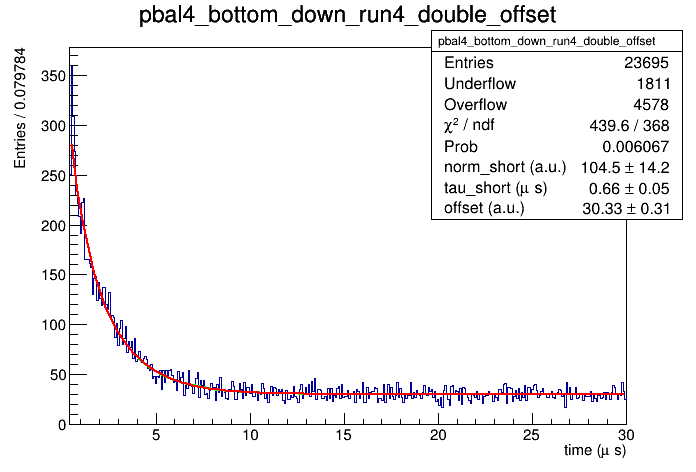 pbal4_bottom_down_run4_double_offset
pbal4_bottom_down_run4_double_offset
Entries 23695
Underflow 1811
Overflow 4578
χ² / ndf 439.6 / 368
Prob 0.006067
norm_short (a.u.) 104.5 ± 14.2
tau_short (μ s) 0.66 ± 0.05
offset (a.u.) 30.33 ± 0.31
Entries / 0.079784
350
300
250
200
150
100
50
0
5 10 15 20 25 30
time (μ s)